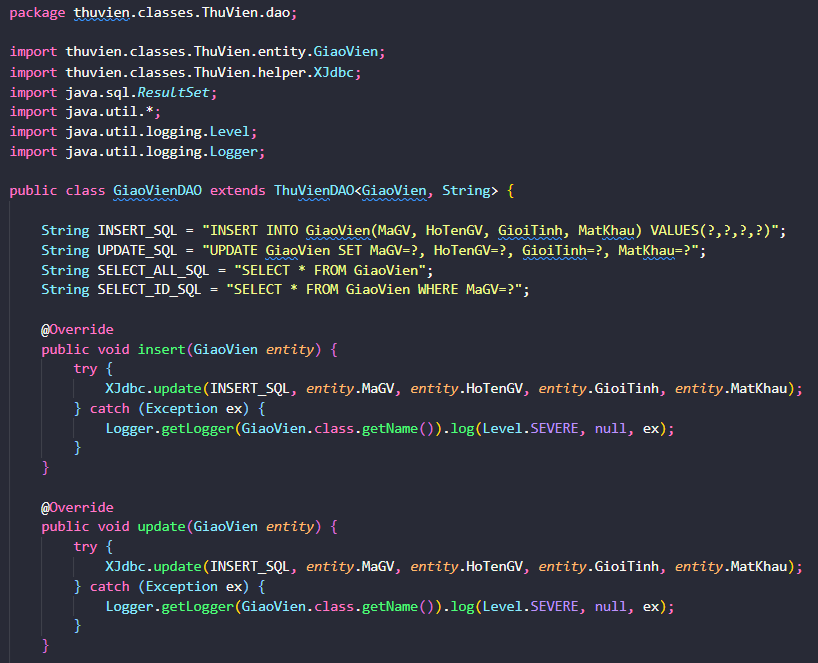 package thuvien.classes.ThuVien.dao;
import thuvien.classes.ThuVien.entity.GiaoVien;
import thuvien.classes.ThuVien.helper.XJdbc;
import java.sql.ResultSet;
import java.util.*;
import java.util.logging.Level;
import java.util.logging.Logger;
public class GiaoVienDAO extends ThuVienDAO<GiaoVien, String> {
String INSERT_SQL = "INSERT INTO GiaoVien(MaGV, HoTenGV, GioiTinh, MatKhau) VALUES(?,?,?,?)";
String UPDATE_SQL = "UPDATE GiaoVien SET MaGV=?, HoTenGV=?, GioiTinh=?, MatKhau=?";
String SELECT_ALL_SQL = "SELECT * FROM GiaoVien";
String SELECT_ID_SQL = "SELECT * FROM GiaoVien WHERE MaGV=?";
@Override
public void insert(GiaoVien entity) {
try {
XJdbc.update(INSERT_SQL, entity.MaGV, entity.HoTenGV, entity.GioiTinh, entity.MatKhau);
} catch (Exception ex) {
Logger.getLogger(GiaoVien.class.getName()).log(Level.SEVERE, null, ex);
}
}
@Override
public void update(GiaoVien entity) {
try {
XJdbc.update(INSERT_SQL, entity.MaGV, entity.HoTenGV, entity.GioiTinh, entity.MatKhau);
} catch (Exception ex) {
Logger.getLogger(GiaoVien.class.getName()).log(Level.SEVERE, null, ex);
}
}